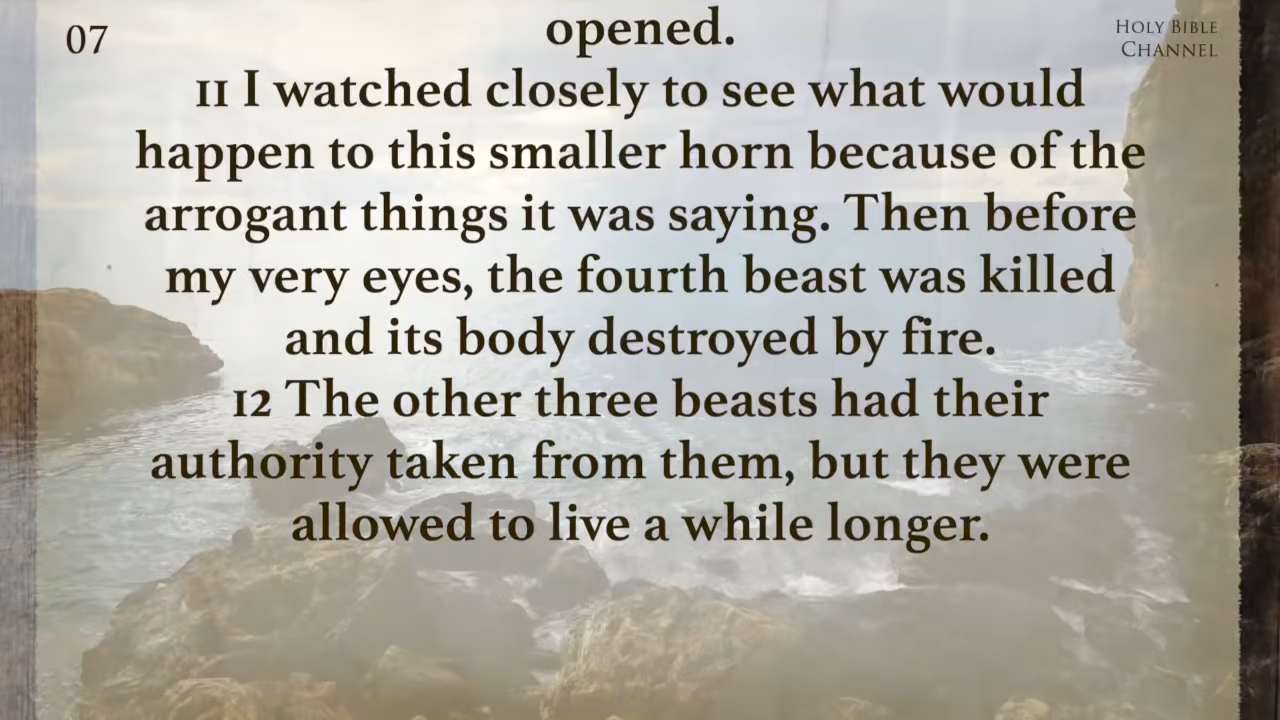 07
HOLY BIBLE
CHANNEL
opened.
11 I watched closely to see what would
happen to this smaller horn because of the
arrogant things it was saying. Then before
my very eyes, the fourth beast was killed
and its body destroyed by fire.
12 The other three beasts had their
authority taken from them, but they were
allowed to live a while longer.